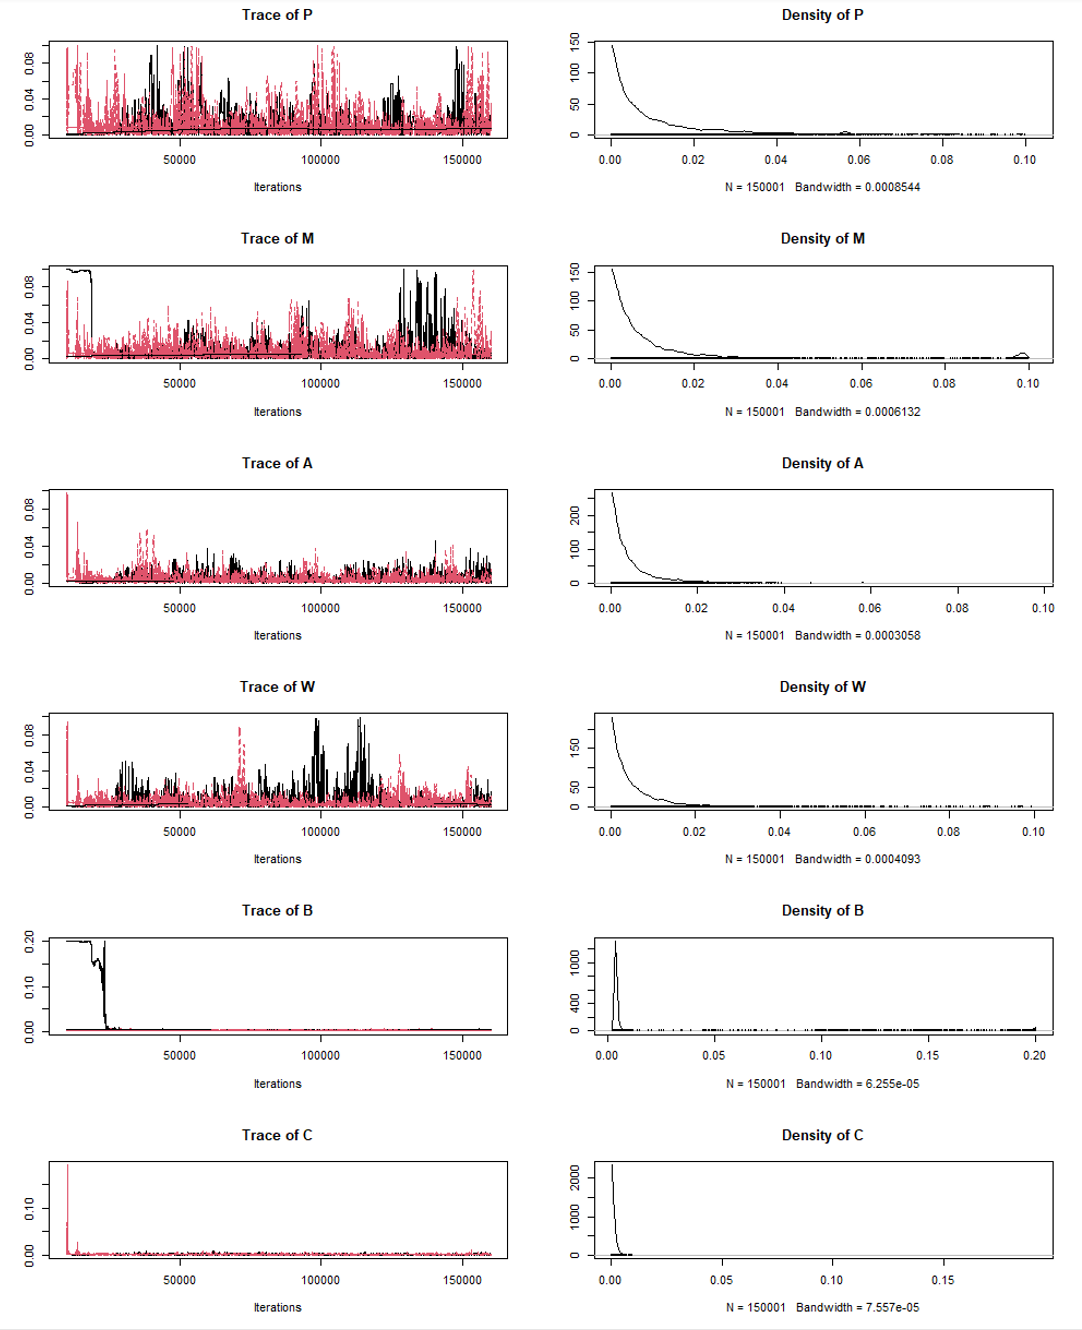 Trace of P
0.00 0.04 0.08
50000 100000 150000
Iterations
Density of P
0 50 100 150
0.00 0.02 0.04 0.06 0.08 0.10
N = 150001 Bandwidth = 0.0008544
Trace of M
0.00 0.04 0.08
50000 100000 150000
Iterations
Density of M
0 50 100 150
0.00 0.02 0.04 0.06 0.08 0.10
N = 150001 Bandwidth = 0.0006132
Trace of A
0.00 0.04 0.08
50000 100000 150000
Iterations
Density of A
0 100 200
0.00 0.02 0.04 0.06 0.08 0.10
N = 150001 Bandwidth = 0.0003058
Trace of W
0.00 0.04 0.08
50000 100000 150000
Iterations
Density of W
0 50 150
0.00 0.02 0.04 0.06 0.08 0.10
N = 150001 Bandwidth = 0.0004093
Trace of B
0.00 0.10 0.20
50000 100000 150000
Iterations
Density of B
0 400 1000
0.00 0.05 0.10 0.15 0.20
N = 150001 Bandwidth = 6.255e-05
Trace of C
0.00 0.10
50000 100000 150000
Iterations
Density of C
0 1000 2000
0.00 0.05 0.10 0.15
N = 150001 Bandwidth = 7.557e-05